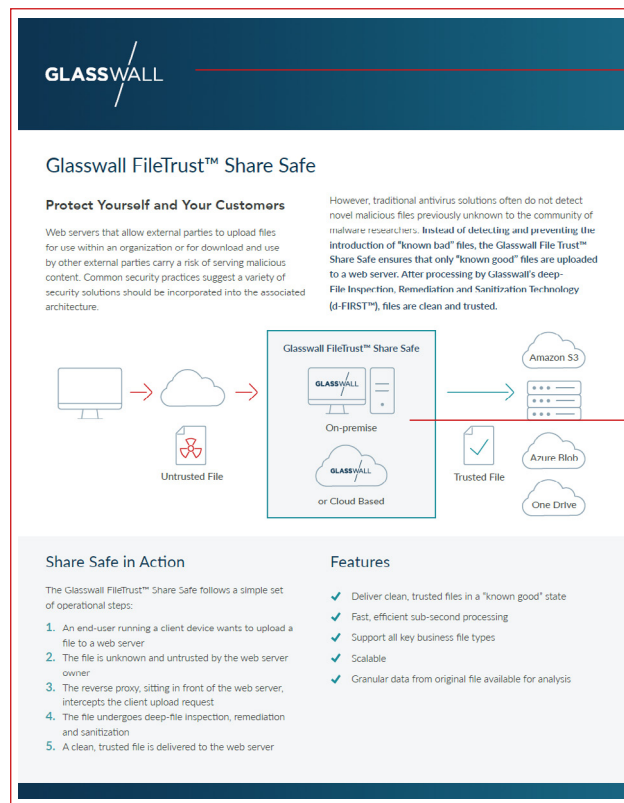 GLASSWALL
Glasswall FileTrust™ Share Safe
Protect Yourself and Your Customers
Web servers that allow external parties to upload files
for use within an organization or for download and use
by other external parties carry a risk of serving malicious
content. Common security practices suggest a variety of
security solutions should be incorporated into the associated
architecture.
However, traditional antivirus solutions often do not detect
novel malicious files previously unknown to the community of
malware researchers. Instead of detecting and preventing the
introduction of "known bad" files, the Glasswall File Trust™
Share Safe ensures that only "known good" files are uploaded
to a web server. After processing by Glasswall's deep-
File Inspection, Remediation and Sanitization Technology
(d-FIRST™), files are clean and trusted.
Glasswall FileTrust™ Share Safe
GLASSWALL
On-premise
GLASSWALL
or Cloud Based
Untrusted File
Trusted File
Amazon S3
Azure Blob
One Drive
Share Safe in Action
The Glasswall FileTrust™ Share Safe follows a simple set
of operational steps:
1. An end-user running a client device wants to upload a
file to a web server
2. The file is unknown and untrusted by the web server
owner
3. The reverse proxy, sitting in front of the web server,
intercepts the client upload request
4. The file undergoes deep-file inspection, remediation
and sanitization
5. A clean, trusted file is delivered to the web server
Features
Deliver clean, trusted files in a "known good" state
Fast, efficient sub-second processing
Support all key business file types
Scalable
Granular data from original file available for analysis